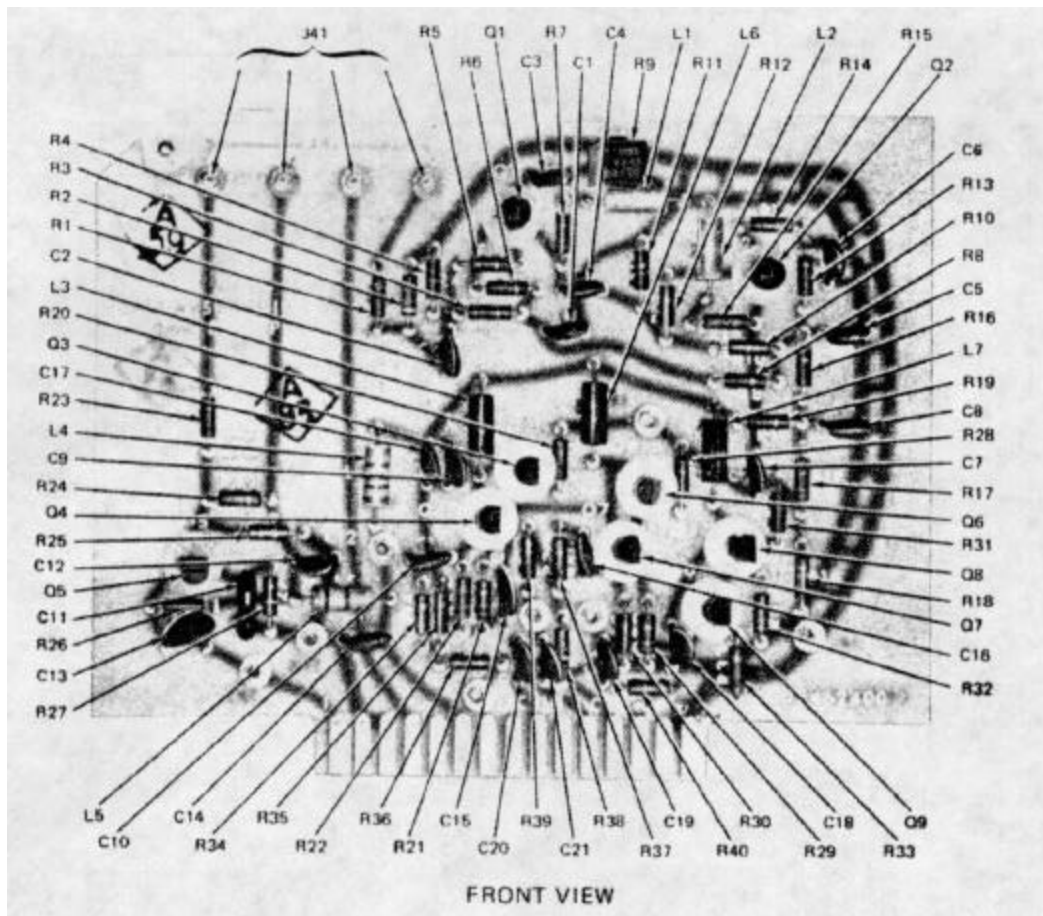 J41
R5
Q1
R7
C4
L1
L6
L2
R15
R6
C3
C1
R9
R11
R12
R14
Q2
R4
R3
R2
R1
C2
L3
R20
Q3
C17
R23
L4
C9
R24
Q4
R25
C12
Q5
C11
R26
C13
R27
C6
R13
R10
R8
C5
R16
L7
R19
C8
R28
C7
R17
Q6
R31
Q8
R18
Q7
C16
R32
A
A
L5
C10
C14
R34
R35
R22
R36
R21
C15
C20
R39
C21
R38
R37
C19
R40
R30
R29
C18
R33
Q9
FRONT VIEW